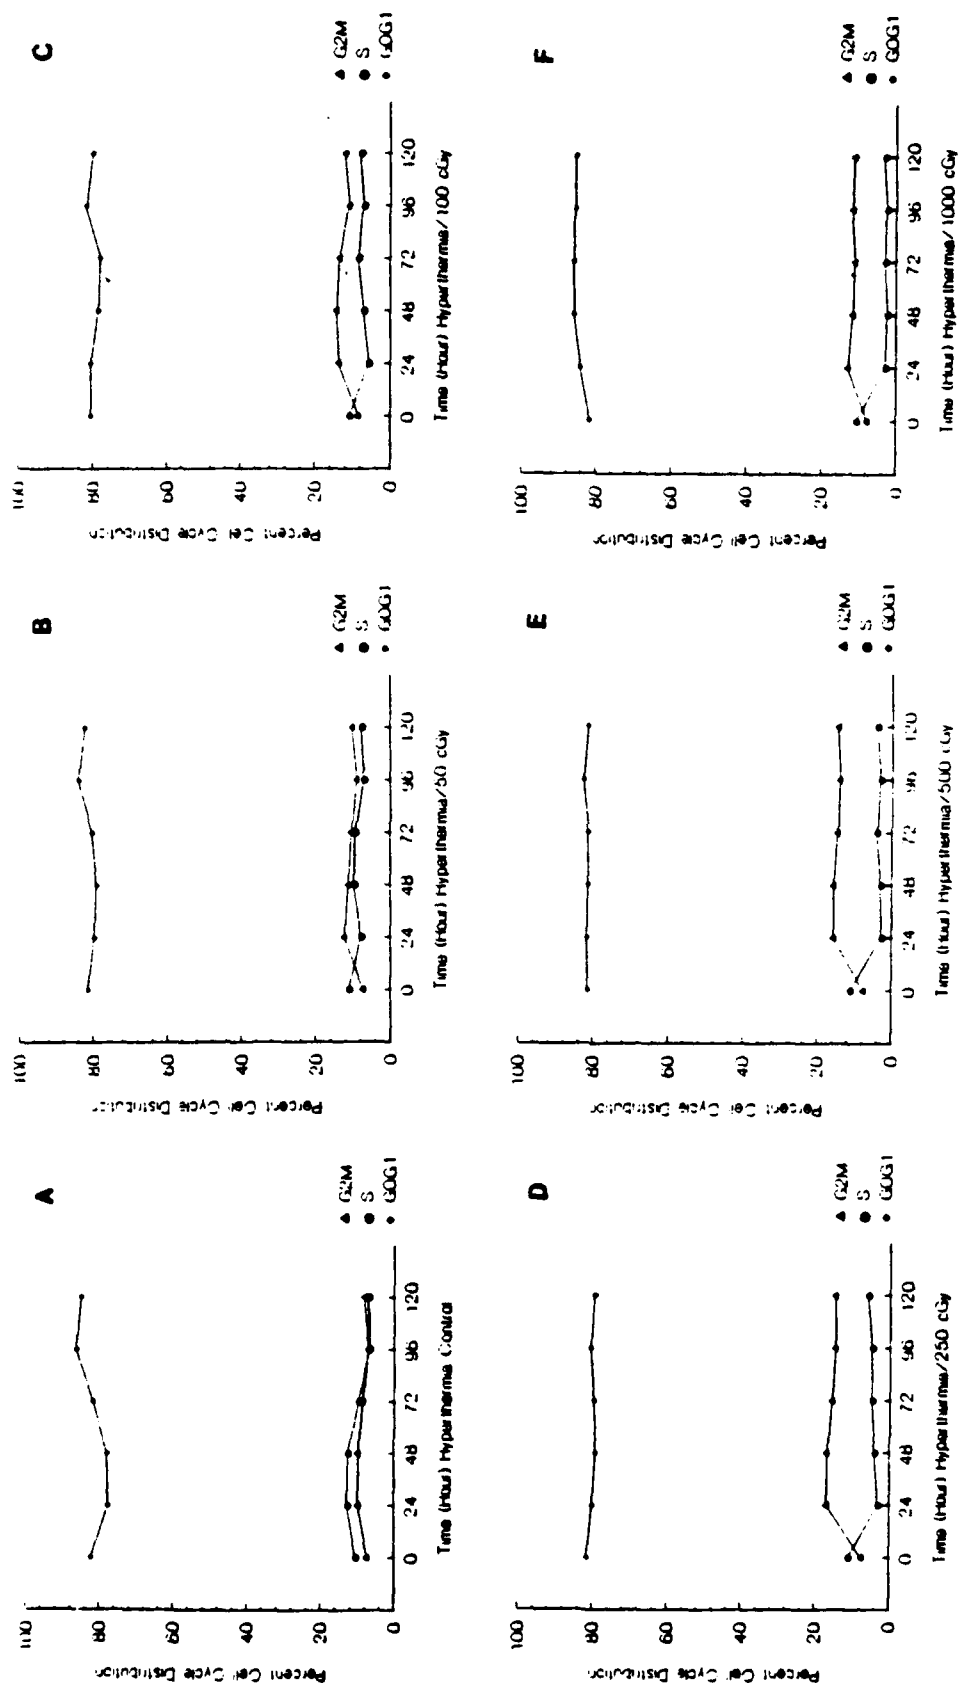 A
100
80
60
40
20
0
Percent Cell Cycle Distribution
0 24 48 72 96 120
Time (Hour) Hyperthermia Control
▲ G2M
● S
• G0G1
B
100
80
60
40
20
0
Percent Cell Cycle Distribution
0 24 48 72 96 120
Time (Hour) Hyperthermia/50 cGy
▲ G2M
● S
• G0G1
C
100
80
60
40
20
0
Percent Cell Cycle Distribution
0 24 48 72 96 120
Time (Hour) Hyperthermia/100 cGy
▲ G2M
● S
• G0G1
D
100
80
60
40
20
0
Percent Cell Cycle Distribution
0 24 48 72 96 120
Time (Hour) Hyperthermia/250 cGy
▲ G2M
● S
• G0G1
E
100
80
60
40
20
0
Percent Cell Cycle Distribution
0 24 48 72 96 120
Time (Hour) Hyperthermia/500 cGy
▲ G2M
● S
• G0G1
F
100
80
60
40
20
0
Percent Cell Cycle Distribution
0 24 48 72 96 120
Time (Hour) Hyperthermia/1000 cGy
▲ G2M
● S
• G0G1